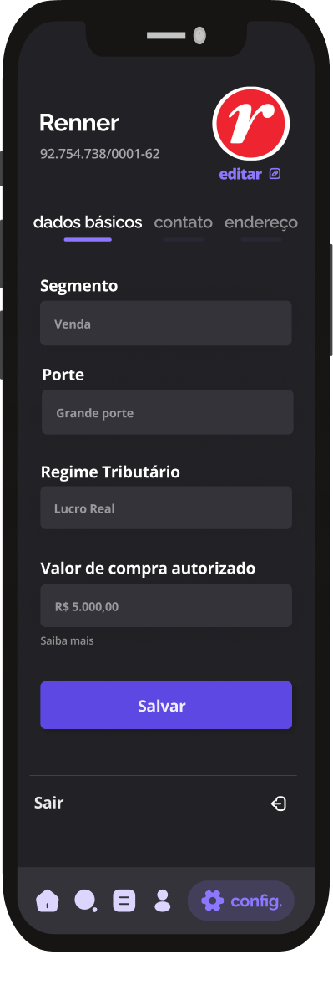 Renner
92.754.738/0001-62
r
editar
dados básicos contato endereço
Segmento
Venda
Porte
Grande porte
Regime Tributário
Lucro Real
Valor de compra autorizado
R$ 5.000,00
Saiba mais
Salvar
Sair
config.